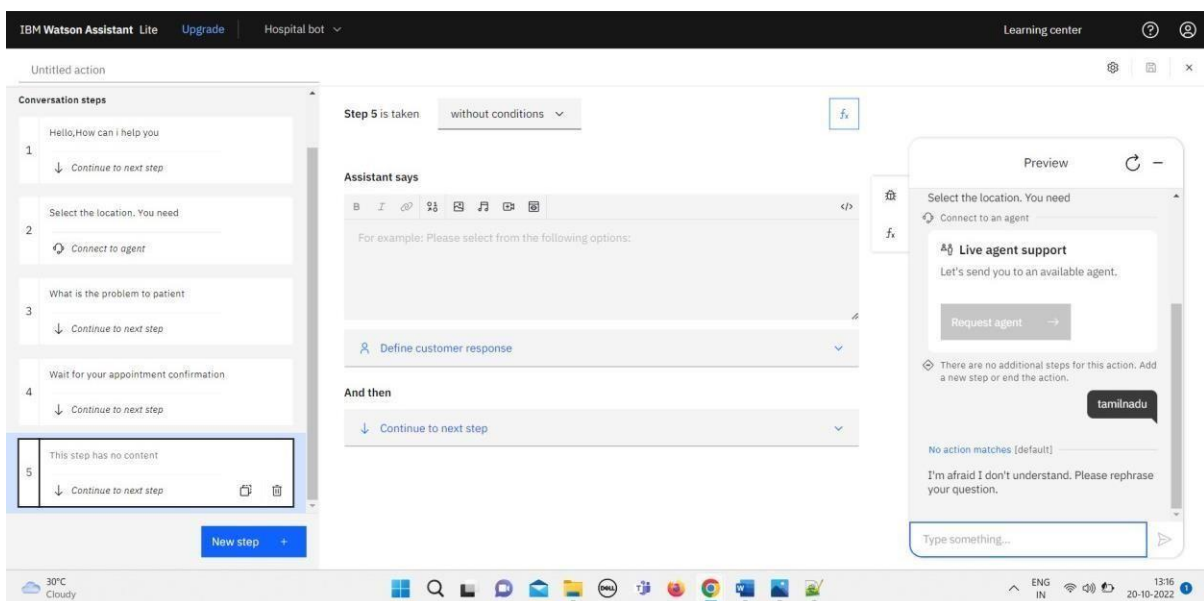 IBM Watson Assistant Lite Upgrade Hospital bot Learning center
Untitled action
Conversation steps
1
Hello,How can i help you
Continue to next step
2
Select the location. You need
Connect to agent
3
What is the problem to patient
Continue to next step
4
Wait for your appointment confirmation
Continue to next step
5
This step has no content
Continue to next step
New step +
Step 5 is taken without conditions
fx
Assistant says
B I </>
For example: Please select from the following options:
Define customer response
And then
Continue to next step
fx
Preview
Select the location. You need
Connect to an agent
Live agent support
Let's send you to an available agent.
Request agent
There are no additional steps for this action. Add
a new step or end the action.
tamilnadu
No action matches [default]
I'm afraid I don't understand. Please rephrase
your question.
Type something...
30°C
Cloudy
DELL
W
ENG
IN
13:16
20-10-2022
1